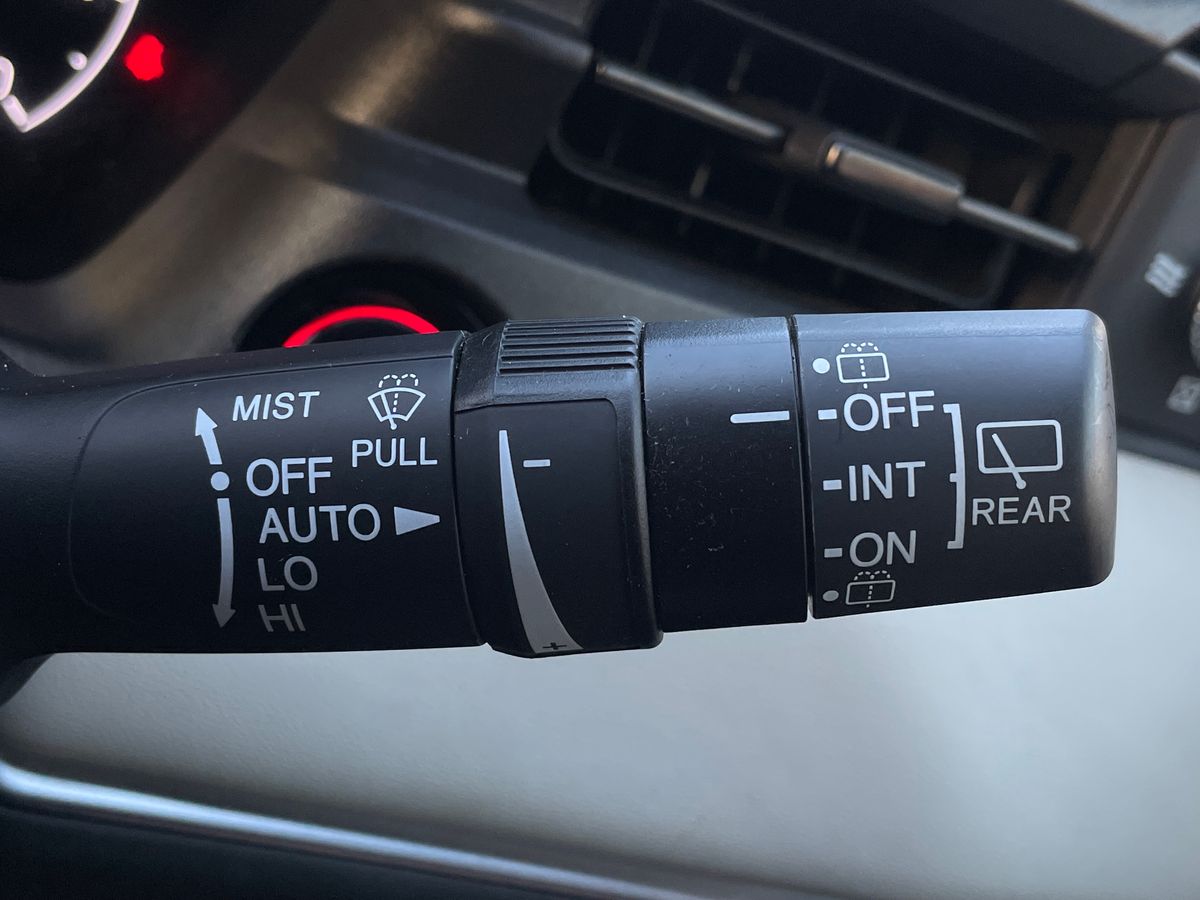 MIST
PULL
OFF
AUTO
LO
HI
−
+
OFF
INT
ON
REAR